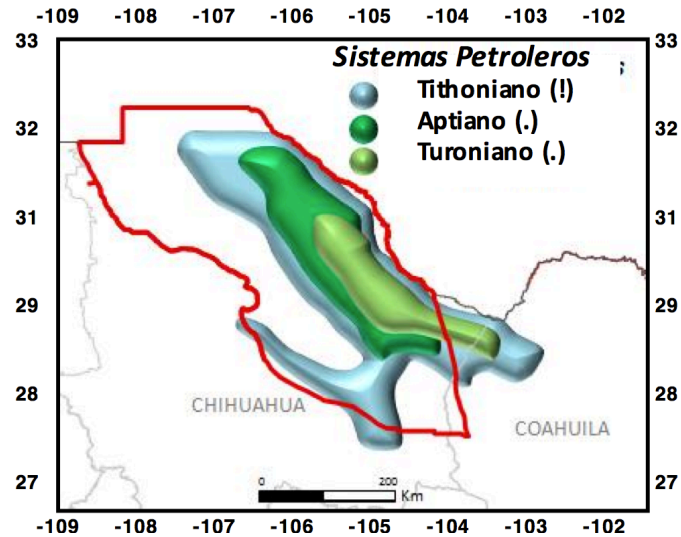 -109 -108 -107 -106 -105 -104 -103 -102
33 33
Sistemas Petroleros
Tithoniano (!)
Aptiano (.)
32 32
Turoniano (.)
31 31
29 29
28 28
CHIHUAHUA
COAHUILA
27 27
0 200
Km
-109 -108 -107 -106 -105 -104 -103 -102